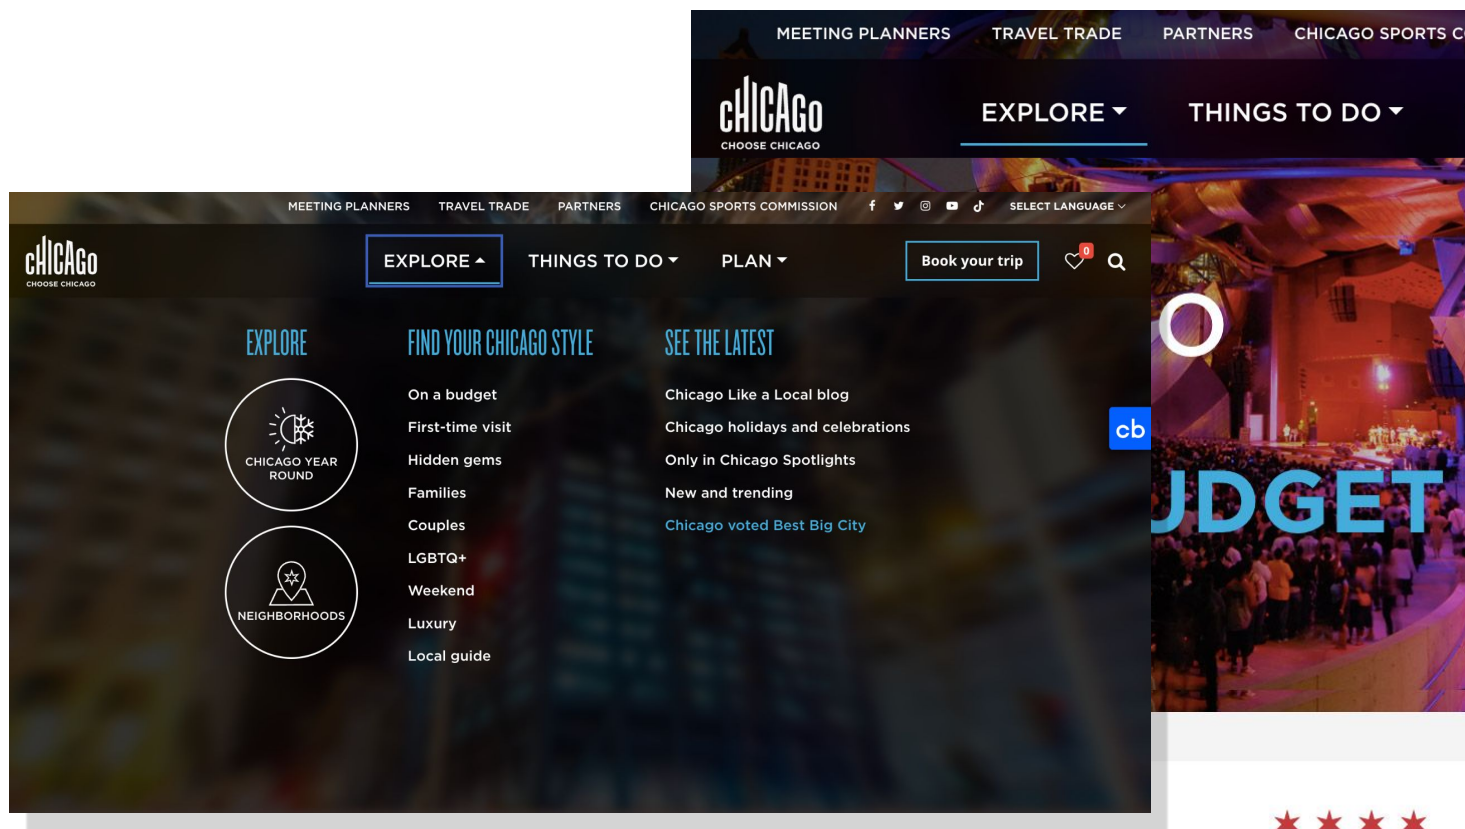 MEETING PLANNERS TRAVEL TRADE PARTNERS CHICAGO SPORTS
CHICAGO
CHOOSE CHICAGO
EXPLORE THINGS TO DO
MEETING PLANNERS TRAVEL TRADE PARTNERS CHICAGO SPORTS COMMISSION SELECT LANGUAGE
CHICAGO
CHOOSE CHICAGO
EXPLORE THINGS TO DO PLAN Book your trip 0
EXPLORE
CHICAGO YEAR
ROUND
NEIGHBORHOODS
FIND YOUR CHICAGO STYLE
On a budget
First-time visit
Hidden gems
Families
Couples
LGBTQ+
Weekend
Luxury
Local guide
SEE THE LATEST
Chicago Like a Local blog
Chicago holidays and celebrations
Only in Chicago Spotlights
New and trending
Chicago voted Best Big City
cb
O
UDGET